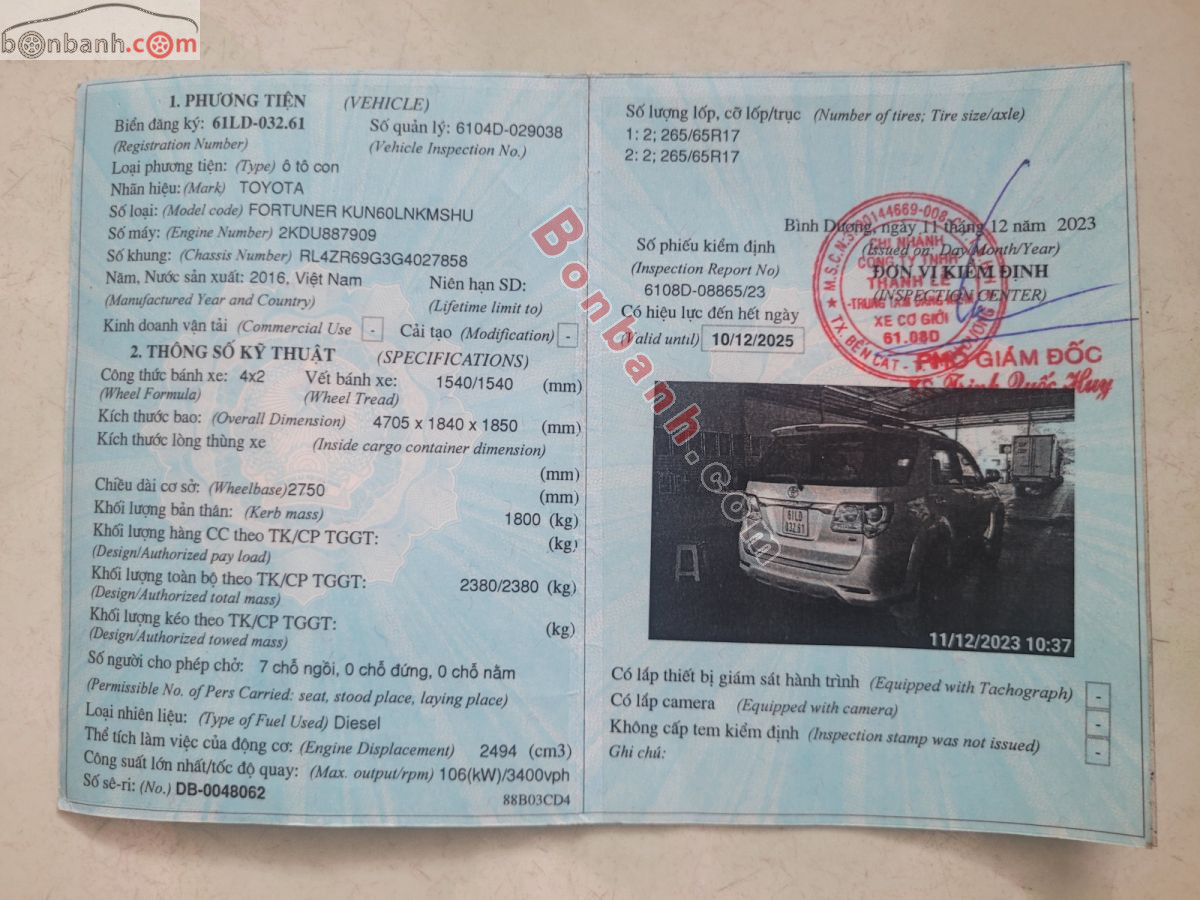 bonbanh.com
1. PHƯƠNG TIỆN (VEHICLE)
Biển đăng ký: 61LD-032.61 Số quản lý: 6104D-029038
(Registration Number) (Vehicle Inspection No.)
Loại phương tiện: (Type) ô tô con
Nhãn hiệu: (Mark) TOYOTA
Số loại: (Model code) FORTUNER KUN60LNKMSHU
Số máy: (Engine Number) 2KDU887909
Số khung: (Chassis Number) RL4ZR69G3G4027858
Năm, Nước sản xuất: 2016, Việt Nam Niên hạn SD:
(Manufactured Year and Country) (Lifetime limit to)
Kinh doanh vận tải (Commercial Use - Cải tạo (Modification) -
2. THÔNG SỐ KỸ THUẬT (SPECIFICATIONS)
Công thức bánh xe: 4x2 Vết bánh xe: 1540/1540 (mm)
(Wheel Formula) (Wheel Tread)
Kích thước bao: (Overall Dimension) 4705 x 1840 x 1850 (mm)
Kích thước lòng thùng xe (Inside cargo container dimension)
(mm)
Chiều dài cơ sở: (Wheelbase) 2750 (mm)
Khối lượng bản thân: (Kerb mass) 1800 (kg)
Khối lượng hàng CC theo TK/CP TGGT: (kg)
(Design/Authorized pay load)
Khối lượng toàn bộ theo TK/CP TGGT: 2380/2380 (kg)
(Design/Authorized total mass)
Khối lượng kéo theo TK/CP TGGT: (kg)
(Design/Authorized towed mass)
Số người cho phép chở: 7 chỗ ngồi, 0 chỗ đứng, 0 chỗ nằm
(Permissible No. of Pers Carried: seat, stood place, laying place)
Loại nhiên liệu: (Type of Fuel Used) Diesel
Thể tích làm việc của động cơ: (Engine Displacement) 2494 (cm3)
Công suất lớn nhất/tốc độ quay: (Max. output/rpm) 106(kW)/3400vph
Số sê-ri: (No.) DB-0048062 88B03CD4
Số lượng lốp, cỡ lốp/trục (Number of tires; Tire size/axle)
1: 2; 265/65R17
2: 2; 265/65R17
Bình Dương, ngày 11 tháng 12 năm 2023
(Issued on: Day/Month/Year)
Số phiếu kiểm định ĐƠN VỊ KIỂM ĐỊNH
(Inspection Report No) (INSPECTION CENTER)
6108D-08865/23
Có hiệu lực đến hết ngày
(Valid until) 10/12/2025
CHI NHÁNH
CÔNG TY TNHH
THÀNH LÊ
XE CƠ GIỚI
61.08D
PHÓ GIÁM ĐỐC
Trịnh Quốc Huy
61LD
032.61
11/12/2023 10:37
Có lắp thiết bị giám sát hành trình (Equipped with Tachograph) -
Có lắp camera (Equipped with camera) -
Không cấp tem kiểm định (Inspection stamp was not issued) -
Ghi chú:
Bonbanh.com